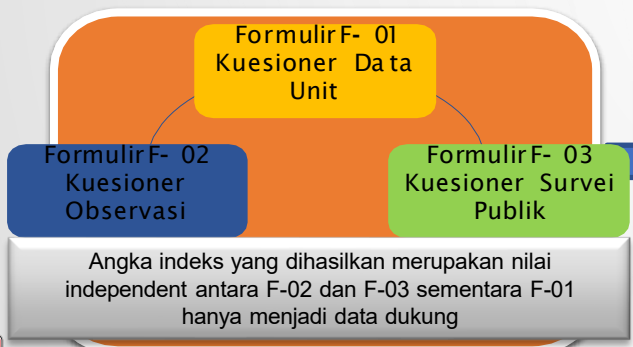 Formulir F- 01
Kuesioner Data
Unit
Formulir F- 02
Kuesioner
Observasi
Formulir F- 03
Kuesioner Survei
Publik
Angka indeks yang dihasilkan merupakan nilai
independent antara F-02 dan F-03 sementara F-01
hanya menjadi data dukung